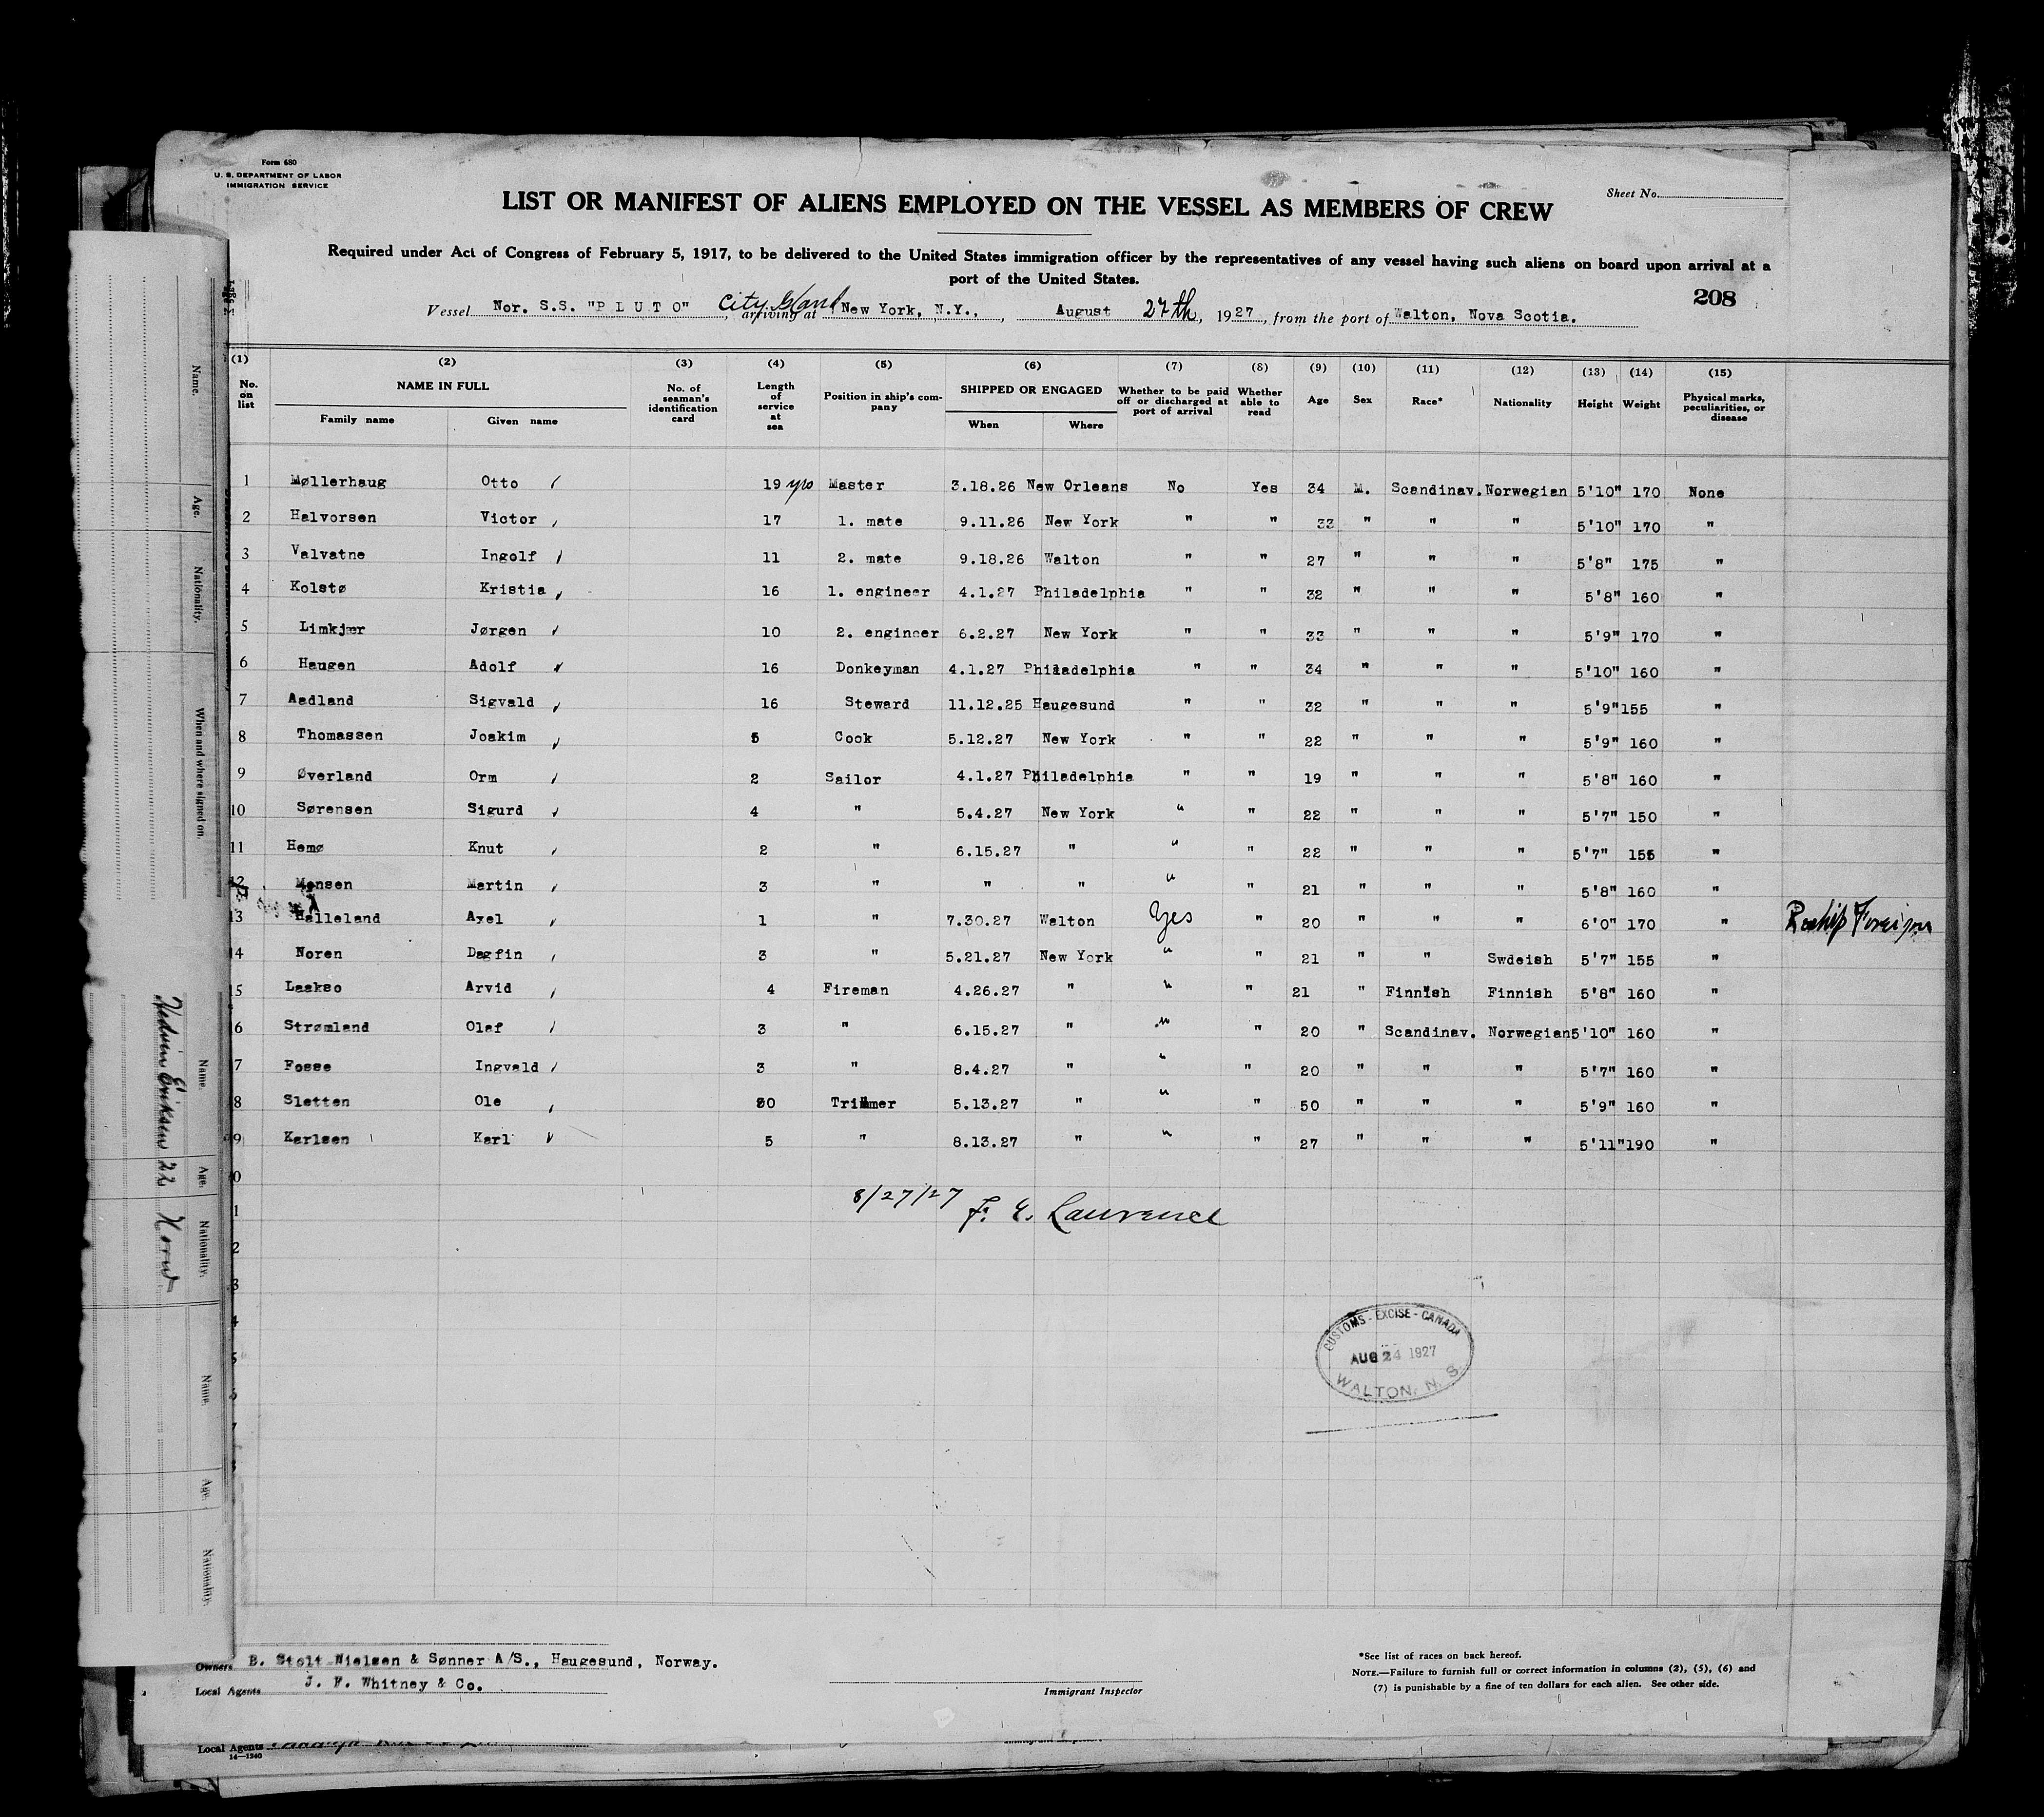 Form 680
U. S. DEPARTMENT OF LABOR
IMMIGRATION SERVICE
Sheet No.
LIST OR MANIFEST OF ALIENS EMPLOYED ON THE VESSEL AS MEMBERS OF CREW
Required under Act of Congress of February 5, 1917, to be delivered to the United States immigration officer by the representatives of any vessel having such aliens on board upon arrival at a
port of the United States.
208
Vessel Nor. S.S. "P L U T O" City Island, arriving at New York, N.Y., August 27th, 1927, from the port of Walton, Nova Scotia.
(1) (2) (3) (4) (5) (6) (7) (8) (9) (10) (11) (12) (13) (14) (15)
No. on list NAME IN FULL Family name Given name No. of seaman's identification card Length of service at sea Position in ship's company SHIPPED OR ENGAGED When Where Whether to be paid off or discharged at port of arrival Whether able to read Age Sex Race* Nationality Height Weight Physical marks, peculiarities, or disease
1 Møllerhaug Otto 19 yrs Master 3.18.26 New Orleans No Yes 34 M. Scandinav. Norwegian 5'10" 170 None
2 Halvorsen Victor 17 1. mate 9.11.26 New York " " 33 " " " 5'10" 170 "
3 Valvatne Ingolf 11 2. mate 9.18.26 Walton " " 27 " " " 5'8" 175 "
4 Kolstø Kristia 16 1. engineer 4.1.27 Philadelphia " " 32 " " " 5'8" 160 "
5 Limkjær Jørgen 10 2. engineer 6.2.27 New York " " 33 " " " 5'9" 170 "
6 Haugen Adolf 16 Donkeyman 4.1.27 Philadelphia " " 34 " " " 5'10" 160 "
7 Aadland Sigvald 16 Steward 11.12.25 Haugesund " " 32 " " " 5'9" 155 "
8 Thomassen Joakim 5 Cook 5.12.27 New York " " 22 " " " 5'9" 160 "
9 Øverland Orm 2 Sailor 4.1.27 Philadelphia " " 19 " " " 5'8" 160 "
10 Sørensen Sigurd 4 " 5.4.27 New York " " 22 " " " 5'7" 150 "
11 Hemø Knut 2 " 6.15.27 " " " 22 " " " 5'7" 155 "
12 Monsen Martin 3 " " " " " 21 " " " 5'8" 160 "
13 Halleland Axel 1 " 7.30.27 Walton Yes " 20 " " " 6'0" 170 " Reship Foreign
14 Noren Dagfin 3 " 5.21.27 New York " " 21 " " Swdeish 5'7" 155 "
5 Laakso Arvid 4 Fireman 4.26.27 " " " 21 " Finnish Finnish 5'8" 160 "
6 Strømland Olaf 3 " 6.15.27 " " " 20 " Scandinav. Norwegian 5'10" 160 "
7 Fosse Ingvald 3 " 8.4.27 " " " 20 " " " 5'7" 160 "
8 Sletten Ole 30 Trimmer 5.13.27 " " " 50 " " " 5'9" 160 "
9 Karlsen Karl 5 " 8.13.27 " " " 27 " " " 5'11" 190 "
0
1
2
3
4
5
6
7
8/27/27 F. E. Lawrence
CUSTOMS - EXCISE - CANADA
AUG 24 1927
WALTON, N. S.
Owners B. Stolt Nielsen & Sønner A/S., Haugesund, Norway.
Local Agents J. F. Whitney & Co.
Immigrant Inspector
*See list of races on back hereof.
NOTE.—Failure to furnish full or correct information in columns (2), (5), (6) and
(7) is punishable by a fine of ten dollars for each alien. See other side.
Local Agents
14—1240
Name. Age. Nationality. When and where signed on.
Name. Age. Nationality.
Eriksen 22 Norw
Name. Age. Nationality.